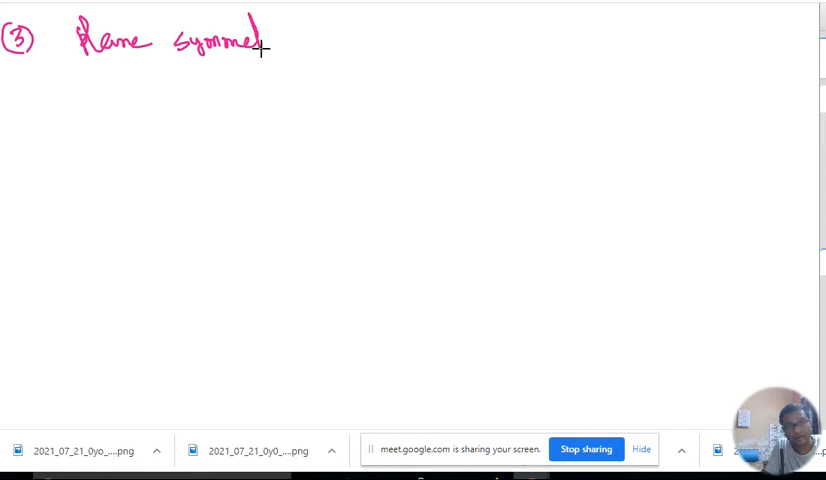 (3) Plane symmet
2021_07_21_0yo_....png
2021_07_21_0y0_....png
meet.google.com is sharing your screen.
Stop sharing
Hide